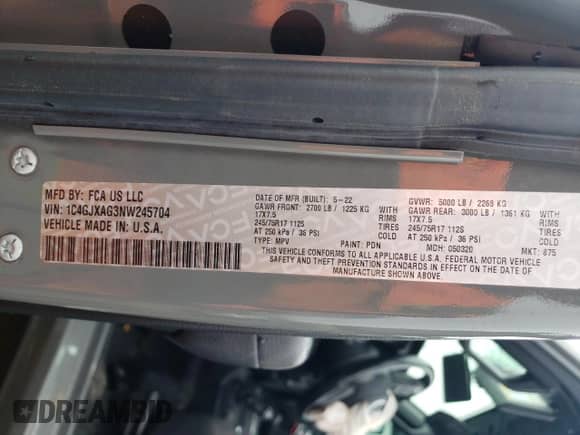 MFD BY: FCA US LLC
VIN: 1C4GJXAG3NW245704
VEHICLE MADE IN: U.S.A.
DATE OF MFR (BUILT): 5-22
GAWR FRONT: 2700 LB / 1225 KG WITH
17X7.5 RIMS
245/75R17 112S TIRES
AT 250 kPa / 36 PSI COLD
TYPE: MPV PAINT: PDN
GVWR: 5000 LB / 2268 KG
GAWR REAR: 3000 LB / 1361 KG WITH
17X7.5 RIMS
245/75R17 112S TIRES
AT 250 kPa / 36 PSI COLD
MDH: 050320 MKT: 875
THIS VEHICLE CONFORMS TO ALL APPLICABLE U.S.A. FEDERAL MOTOR VEHICLE
SAFETY AND THEFT PREVENTION STANDARDS IN EFFECT ON THE DATE OF
MANUFACTURE SHOWN ABOVE.
DREAMBID